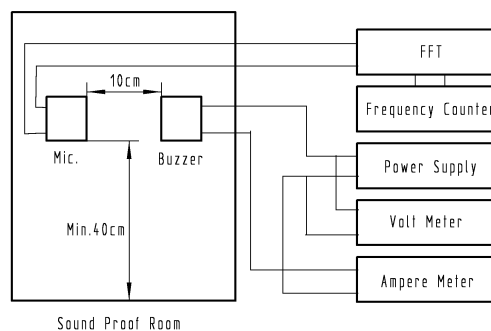 FFT
10cm
Frequency Counter
Mic.
Buzzer
Power Supply
Min.40cm
Volt Meter
Ampere Meter
Sound Proof Room